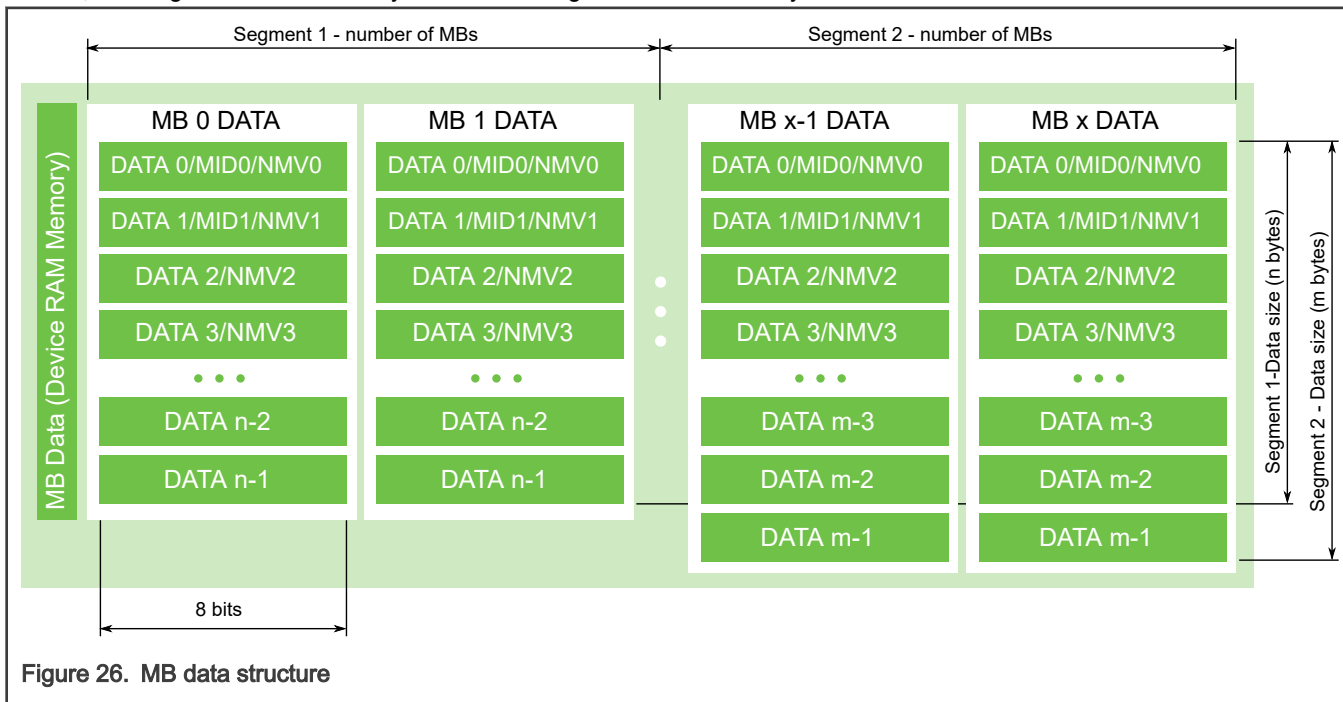 Segment 1 - number of MBs
Segment 2 - number of MBs
MB Data (Device RAM Memory)
MB 0 DATA
DATA 0/MID0/NMV0
DATA 1/MID1/NMV1
DATA 2/NMV2
DATA 3/NMV3
DATA n-2
DATA n-1
8 bits
MB 1 DATA
DATA 0/MID0/NMV0
DATA 1/MID1/NMV1
DATA 2/NMV2
DATA 3/NMV3
DATA n-2
DATA n-1
MB x-1 DATA
DATA 0/MID0/NMV0
DATA 1/MID1/NMV1
DATA 2/NMV2
DATA 3/NMV3
DATA m-3
DATA m-2
DATA m-1
MB x DATA
DATA 0/MID0/NMV0
DATA 1/MID1/NMV1
DATA 2/NMV2
DATA 3/NMV3
DATA m-3
DATA m-2
DATA m-1
Segment 1-Data size (n bytes)
Segment 2 - Data size (m bytes)
Figure 26. MB data structure